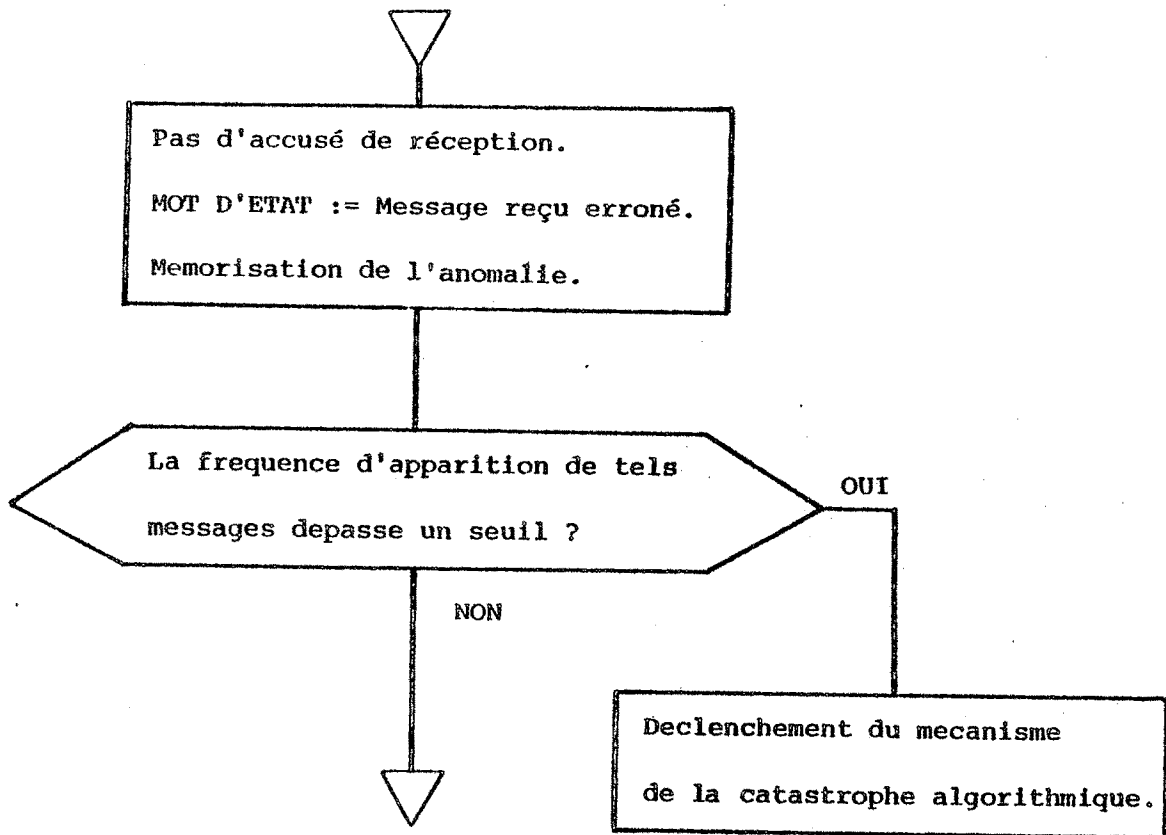 Pas d'accusé de réception.
MOT D'ETAT := Message reçu erroné.
Memorisation de l'anomalie.
La frequence d'apparition de tels
messages depasse un seuil ?
OUI
NON
Declenchement du mecanisme
de la catastrophe algorithmique.